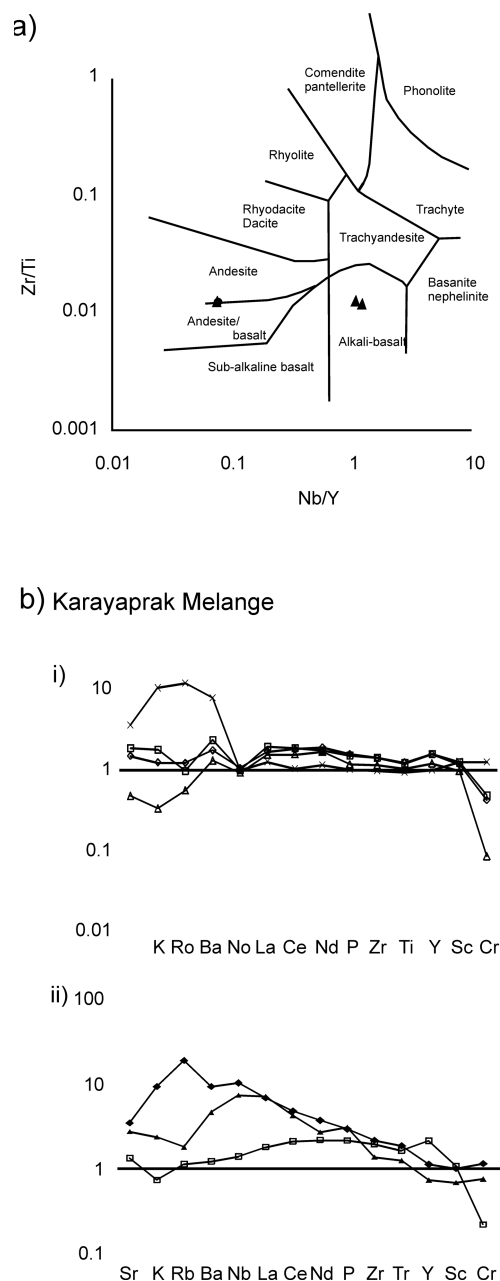 a)
1
Comendite
pantellerite
Phonolite
Rhyolite
0.1
Rhyodacite
Dacite
Trachyte
Trachyandesite
Zr/Ti
Andesite
Basanite
nephelinite
0.01
Andesite/
basalt
Alkali-basalt
Sub-alkaline basalt
0.001
0.01 0.1 1 10
Nb/Y
b) Karayaprak Melange
i)
10
1
0.1
0.01
K Ro Ba No La Ce Nd P Zr Ti Y Sc Cr
ii)
100
10
1
0.1
Sr K Rb Ba Nb La Ce Nd P Zr Tr Y Sc Cr